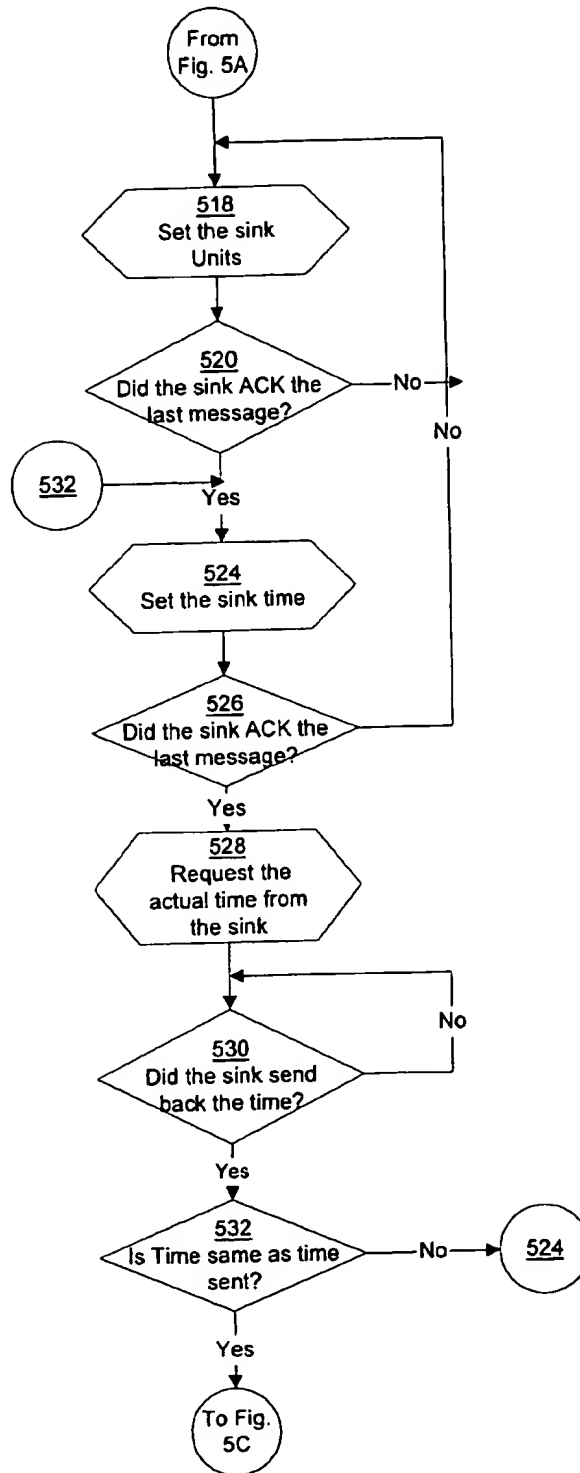 From
Fig. 5A
518
Set the sink
Units
520
Did the sink ACK the
last message?
No
No
532
Yes
524
Set the sink time
526
Did the sink ACK the
last message?
Yes
528
Request the
actual time from
the sink
No
530
Did the sink send
back the time?
Yes
532
Is Time same as time
sent?
No
524
Yes
To Fig.
5C